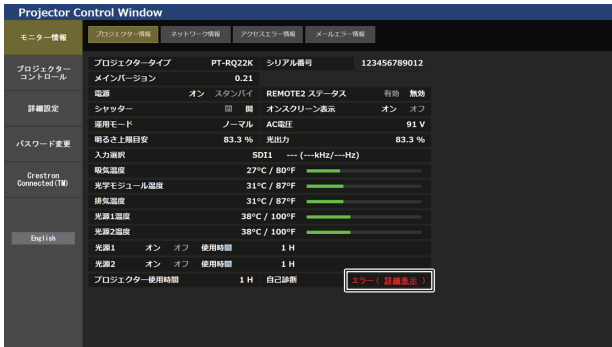 Projector Control Window
モニター情報
プロジェクター情報 ネットワーク情報 アクセスエラー情報 メールエラー情報
プロジェクター
コントロール
詳細設定
パスワード変更
Crestron
Connected(TM)
English
プロジェクタータイプ PT-RQ22K シリアル番号 123456789012
メインバージョン 0.21
電源 オン スタンバイ REMOTE2 ステータス 有効 無効
シャッター 閉 開 オンスクリーン表示 オン オフ
運用モード ノーマル AC電圧 91 V
明るさ上限目安 83.3 % 光出力 83.3 %
入力選択 SDI1 --- (---kHz/---Hz)
吸気温度 27°C / 80°F
光学モジュール温度 31°C / 87°F
排気温度 31°C / 87°F
光源1温度 38°C / 100°F
光源2温度 38°C / 100°F
光源1 オン オフ 使用時間 1 H
光源2 オン オフ 使用時間 1 H
プロジェクター使用時間 1 H 自己診断 エラー( 詳細表示 )